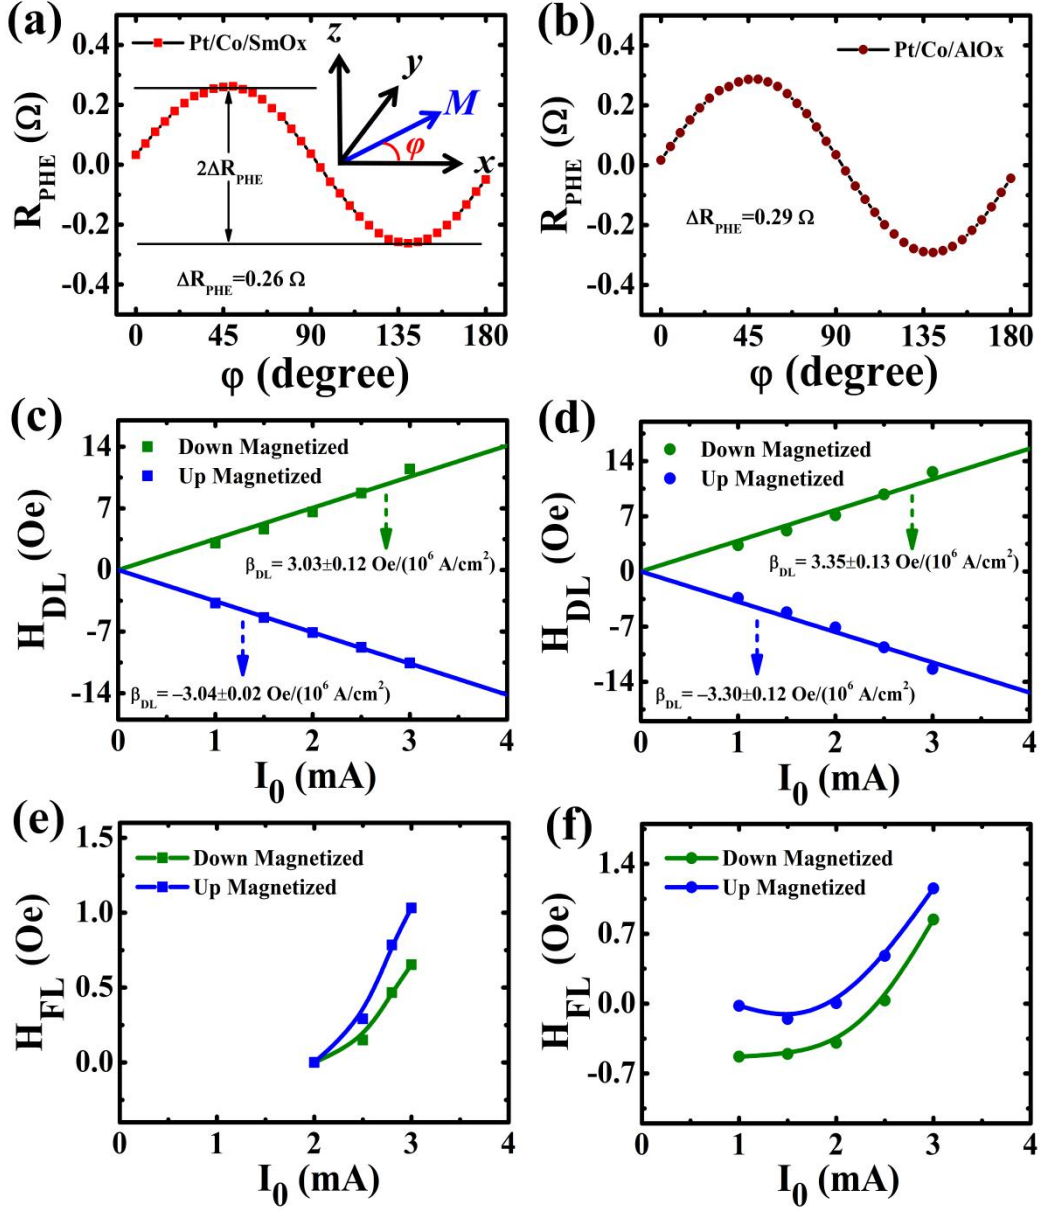 (a)
Pt/Co/SmOx
z
y
M
φ
x
2ΔR_PHE
ΔR_PHE=0.26 Ω
0.4
0.2
0.0
-0.2
-0.4
R_PHE (Ω)
0 45 90 135 180
φ (degree)
(b)
Pt/Co/AlOx
ΔR_PHE=0.29 Ω
0.4
0.2
0.0
-0.2
-0.4
R_PHE (Ω)
0 45 90 135 180
φ (degree)
(c)
Down Magnetized
Up Magnetized
β_DL= 3.03±0.12 Oe/(10^6 A/cm^2)
β_DL= –3.04±0.02 Oe/(10^6 A/cm^2)
14
7
0
-7
-14
H_DL (Oe)
0 1 2 3 4
I_0 (mA)
(d)
Down Magnetized
Up Magnetized
β_DL= 3.35±0.13 Oe/(10^6 A/cm^2)
β_DL= –3.30±0.12 Oe/(10^6 A/cm^2)
14
7
0
-7
-14
H_DL (Oe)
0 1 2 3 4
I_0 (mA)
(e)
Down Magnetized
Up Magnetized
1.5
1.0
0.5
0.0
H_FL (Oe)
0 1 2 3 4
I_0 (mA)
(f)
Down Magnetized
Up Magnetized
1.4
0.7
0.0
-0.7
H_FL (Oe)
0 1 2 3 4
I_0 (mA)